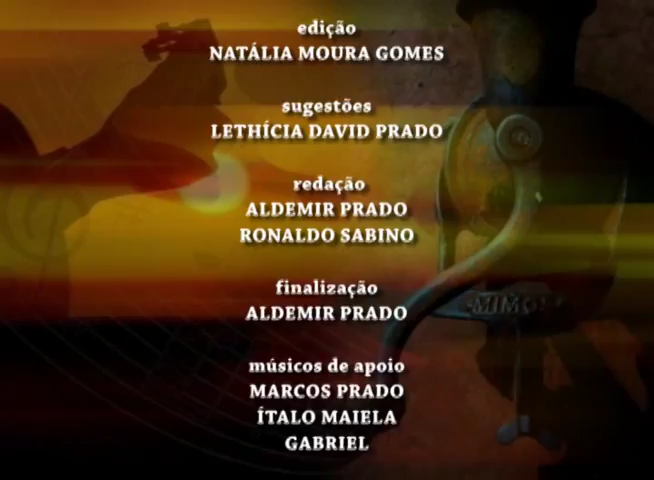 edição
NATÁLIA MOURA GOMES
sugestões
LETHÍCIA DAVID PRADO
redação
ALDEMIR PRADO
RONALDO SABINO
finalização
ALDEMIR PRADO
músicos de apoio
MARCOS PRADO
ÍTALO MAIELA
GABRIEL